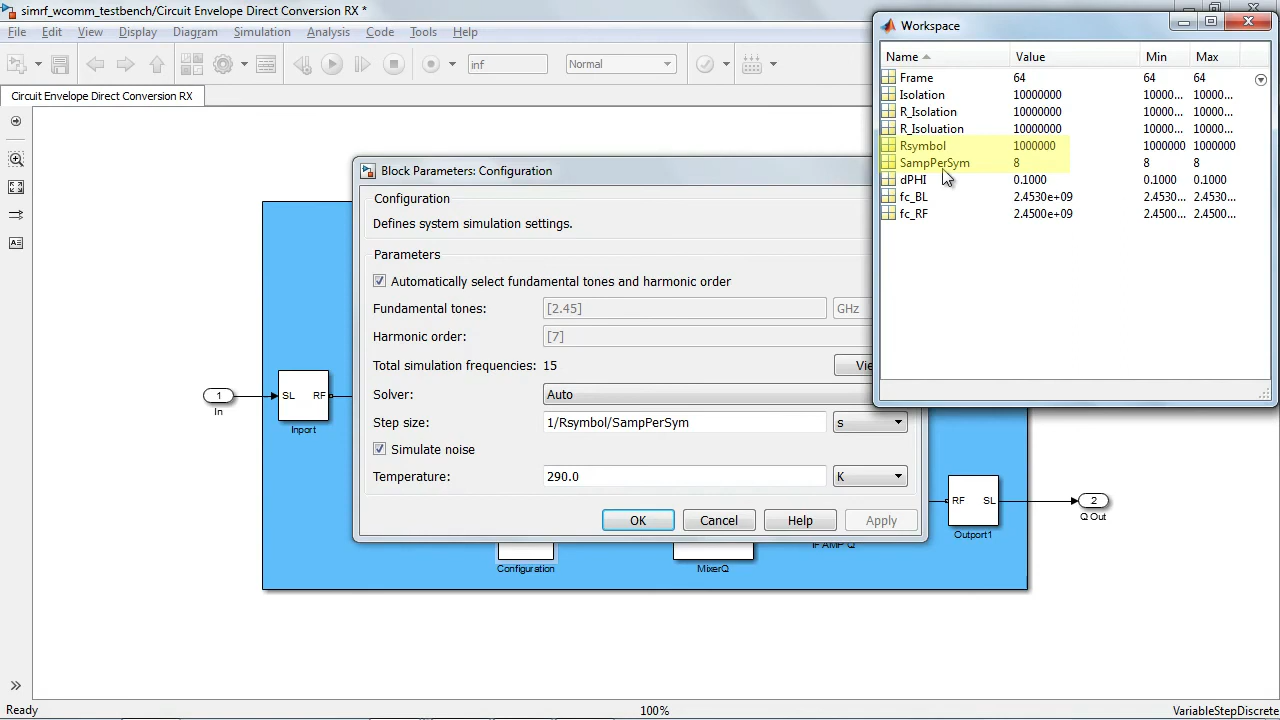 simrf_wcomm_testbench/Circuit Envelope Direct Conversion RX *
File Edit View Display Diagram Simulation Analysis Code Tools Help
inf Normal
Circuit Envelope Direct Conversion RX
Workspace
Name Value Min Max
Frame 64 64 64
Isolation 10000000 10000... 10000...
R_Isolation 10000000 10000... 10000...
R_Isoluation 10000000 10000... 10000...
Rsymbol 1000000 1000000 1000000
SampPerSym 8 8 8
dPHI 0.1000 0.1000 0.1000
fc_BL 2.4530e+09 2.4530... 2.4530...
fc_RF 2.4500e+09 2.4500... 2.4500...
Block Parameters: Configuration
Configuration
Defines system simulation settings.
Parameters
Automatically select fundamental tones and harmonic order
Fundamental tones: [2.45] GHz
Harmonic order: [7]
Total simulation frequencies: 15 Vie
Solver: Auto
Step size: 1/Rsymbol/SampPerSym s
Simulate noise
Temperature: 290.0 K
OK Cancel Help Apply
1
In
SL RF
Inport
RF SL
Outport1
2
Q Out
IF AMP Q
Configuration
MixerQ
Ready 100% VariableStepDiscrete